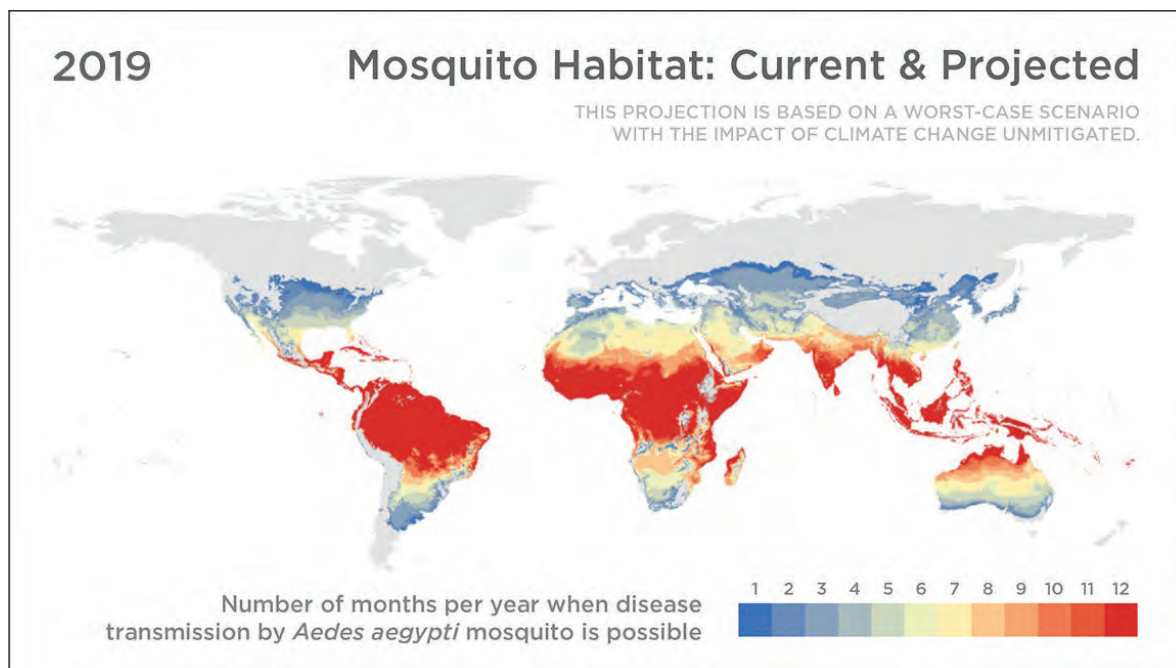 2019
Mosquito Habitat: Current & Projected
THIS PROJECTION IS BASED ON A WORST-CASE SCENARIO
WITH THE IMPACT OF CLIMATE CHANGE UNMITIGATED.
1 2 3 4 5 6 7 8 9 10 11 12
Number of months per year when disease
transmission by Aedes aegypti mosquito is possible